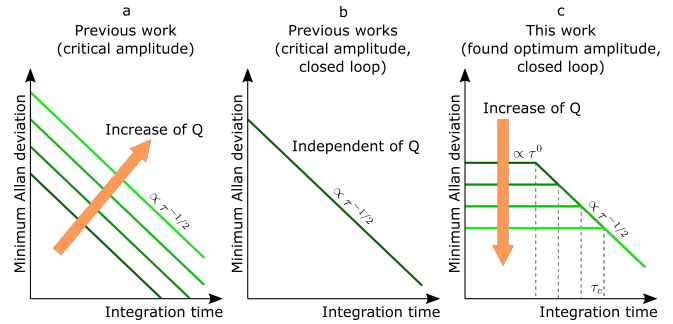 a
Previous work
(critical amplitude)
Minimum Allan deviation
Increase of Q
∝ τ^{-1/2}
Integration time
b
Previous works
(critical amplitude,
closed loop)
Minimum Allan deviation
Independent of Q
∝ τ^{-1/2}
Integration time
c
This work
(found optimum amplitude,
closed loop)
Minimum Allan deviation
Increase of Q
∝ τ^0
∝ τ^{-1/2}
τ_c
Integration time